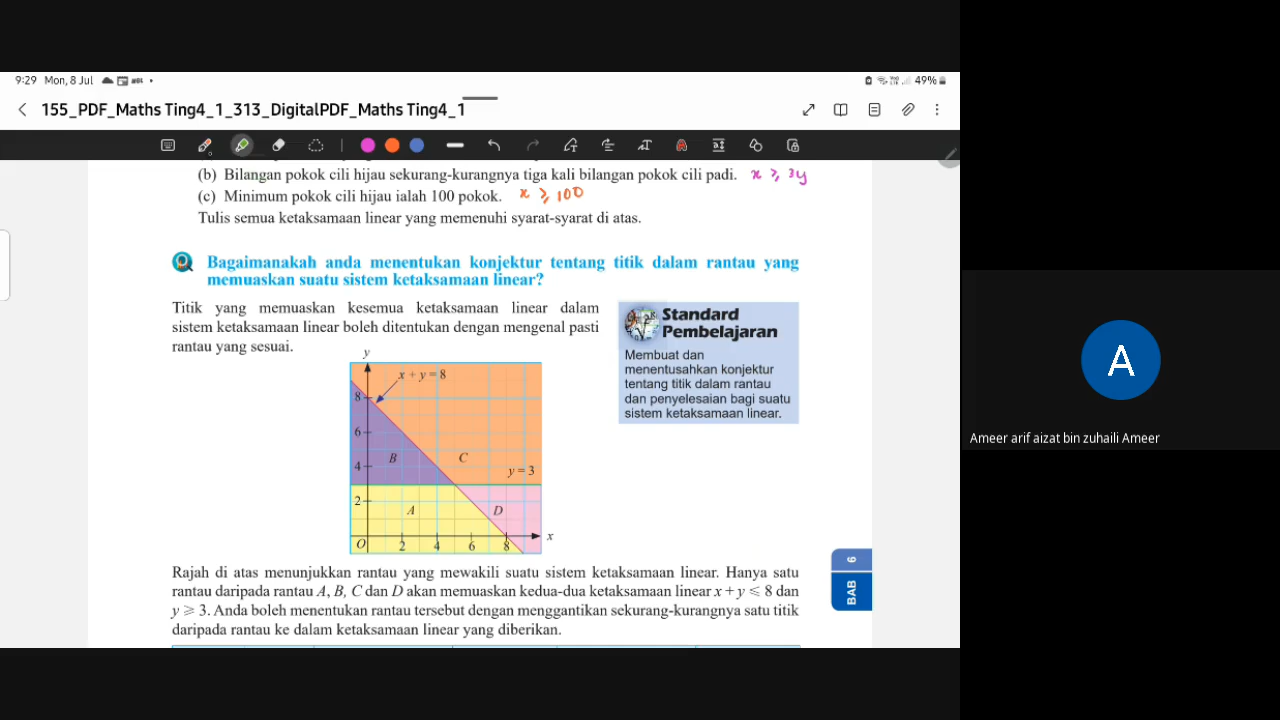 9:29 Mon, 8 Jul
49%
155_PDF_Maths Ting4_1_313_DigitalPDF_Maths Ting4_1
(b) Bilangan pokok cili hijau sekurang-kurangnya tiga kali bilangan pokok cili padi. x ≥ 3y
(c) Minimum pokok cili hijau ialah 100 pokok. x ≥ 100
Tulis semua ketaksamaan linear yang memenuhi syarat-syarat di atas.
Bagaimanakah anda menentukan konjektur tentang titik dalam rantau yang
memuaskan suatu sistem ketaksamaan linear?
Titik yang memuaskan kesemua ketaksamaan linear dalam
sistem ketaksamaan linear boleh ditentukan dengan mengenal pasti
rantau yang sesuai.
Standard
Pembelajaran
Membuat dan
menentusahkan konjektur
tentang titik dalam rantau
dan penyelesaian bagi suatu
sistem ketaksamaan linear.
y
x + y = 8
8
6
B
C
4
y = 3
2
A
D
O
2
4
6
8
x
Rajah di atas menunjukkan rantau yang mewakili suatu sistem ketaksamaan linear. Hanya satu
rantau daripada rantau A, B, C dan D akan memuaskan kedua-dua ketaksamaan linear x + y ≤ 8 dan
y ≥ 3. Anda boleh menentukan rantau tersebut dengan menggantikan sekurang-kurangnya satu titik
daripada rantau ke dalam ketaksamaan linear yang diberikan.
BAB 6
A
Ameer arif aizat bin zuhaili Ameer